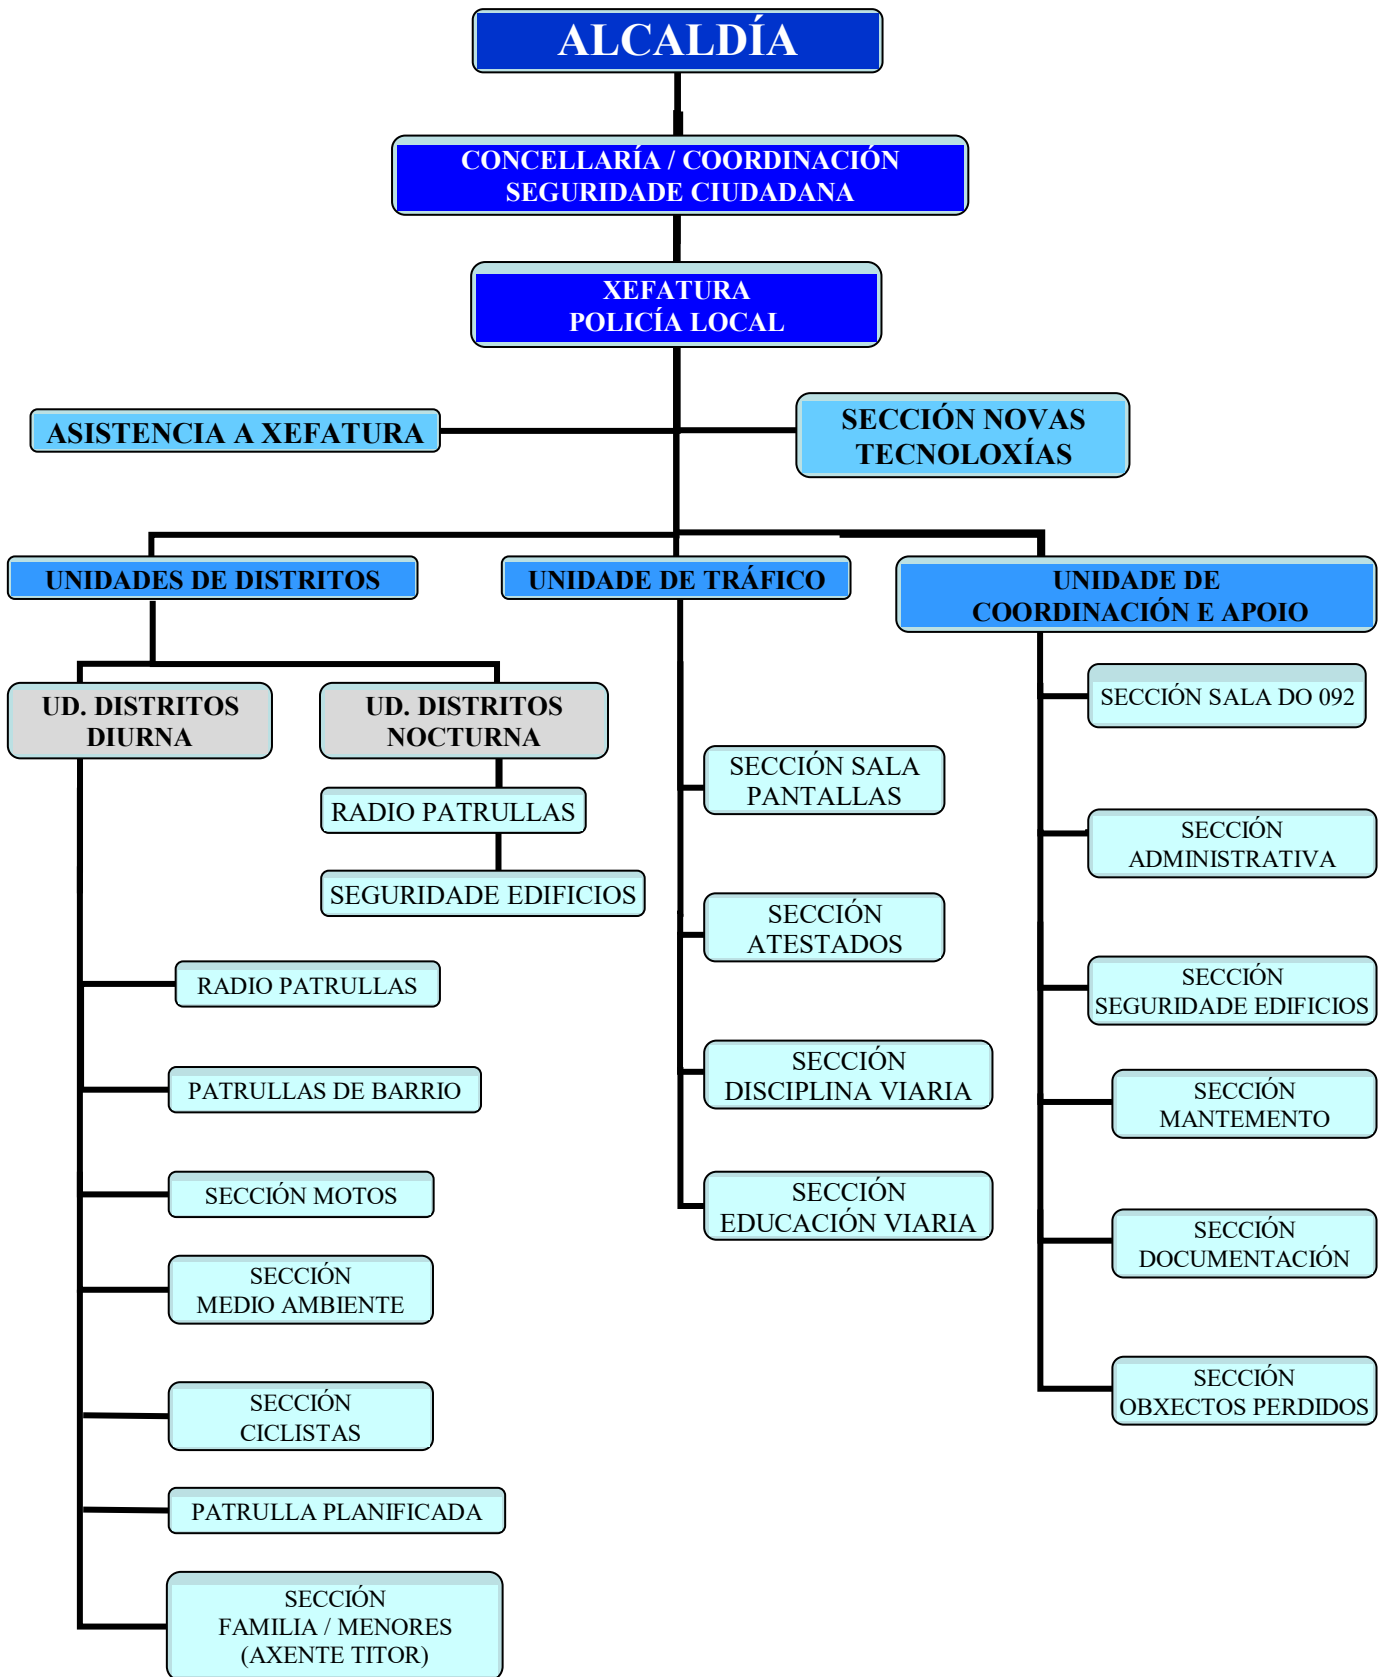 ALCALDÍA
CONCELLARÍA / COORDINACIÓN
SEGURIDADE CIUDADANA
XEFATURA
POLICÍA LOCAL
ASISTENCIA A XEFATURA
SECCIÓN NOVAS
TECNOLOXÍAS
UNIDADES DE DISTRITOS
UNIDADE DE TRÁFICO
UNIDADE DE
COORDINACIÓN E APOIO
UD. DISTRITOS
DIURNA
UD. DISTRITOS
NOCTURNA
RADIO PATRULLAS
SEGURIDADE EDIFICIOS
RADIO PATRULLAS
PATRULLAS DE BARRIO
SECCIÓN MOTOS
SECCIÓN
MEDIO AMBIENTE
SECCIÓN
CICLISTAS
PATRULLA PLANIFICADA
SECCIÓN
FAMILIA / MENORES
(AXENTE TITOR)
SECCIÓN SALA
PANTALLAS
SECCIÓN
ATESTADOS
SECCIÓN
DISCIPLINA VIARIA
SECCIÓN
EDUCACIÓN VIARIA
SECCIÓN SALA DO 092
SECCIÓN
ADMINISTRATIVA
SECCIÓN
SEGURIDADE EDIFICIOS
SECCIÓN
MANTEMENTO
SECCIÓN
DOCUMENTACIÓN
SECCIÓN
OBXECTOS PERDIDOS